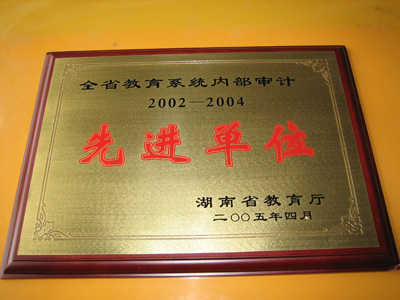 全省教育系统内部审计
2002—2004
先进单位
湖南省教育厅
二〇〇五年四月